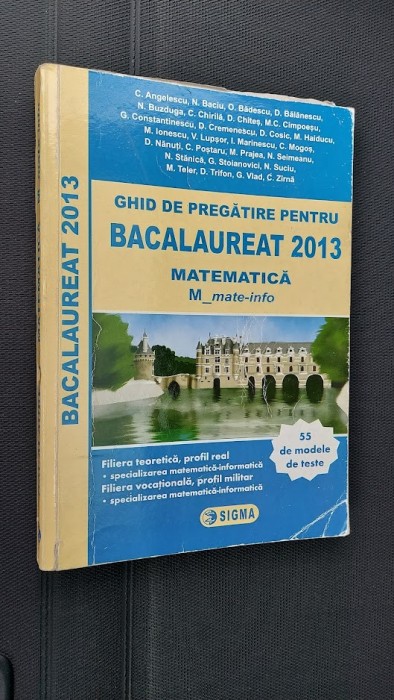 C. Angelescu, N. Baciu, O. Bădescu, D. Bălănescu,
N. Buzduga, C. Chirilă, D. Chiteș, M.C. Cimpoeșu,
G. Constantinescu, D. Cremenescu, D. Cosic, M. Haiducu,
M. Ionescu, V. Lupșor, I. Marinescu, C. Mogoș,
D. Nănuți, C. Poștaru, M. Prajea, N. Seimeanu,
N. Stănică, G. Stoianovici, N. Suciu,
M. Teler, D. Trifon, G. Vlad, C. Zîrnă
GHID DE PREGĂTIRE PENTRU
BACALAUREAT 2013
MATEMATICĂ
M_mate-info
55
de modele
de teste
Filiera teoretică, profil real
• specializarea matematică-informatică
Filiera vocațională, profil militar
• specializarea matematică-informatică
SIGMA
BACALAUREAT 2013